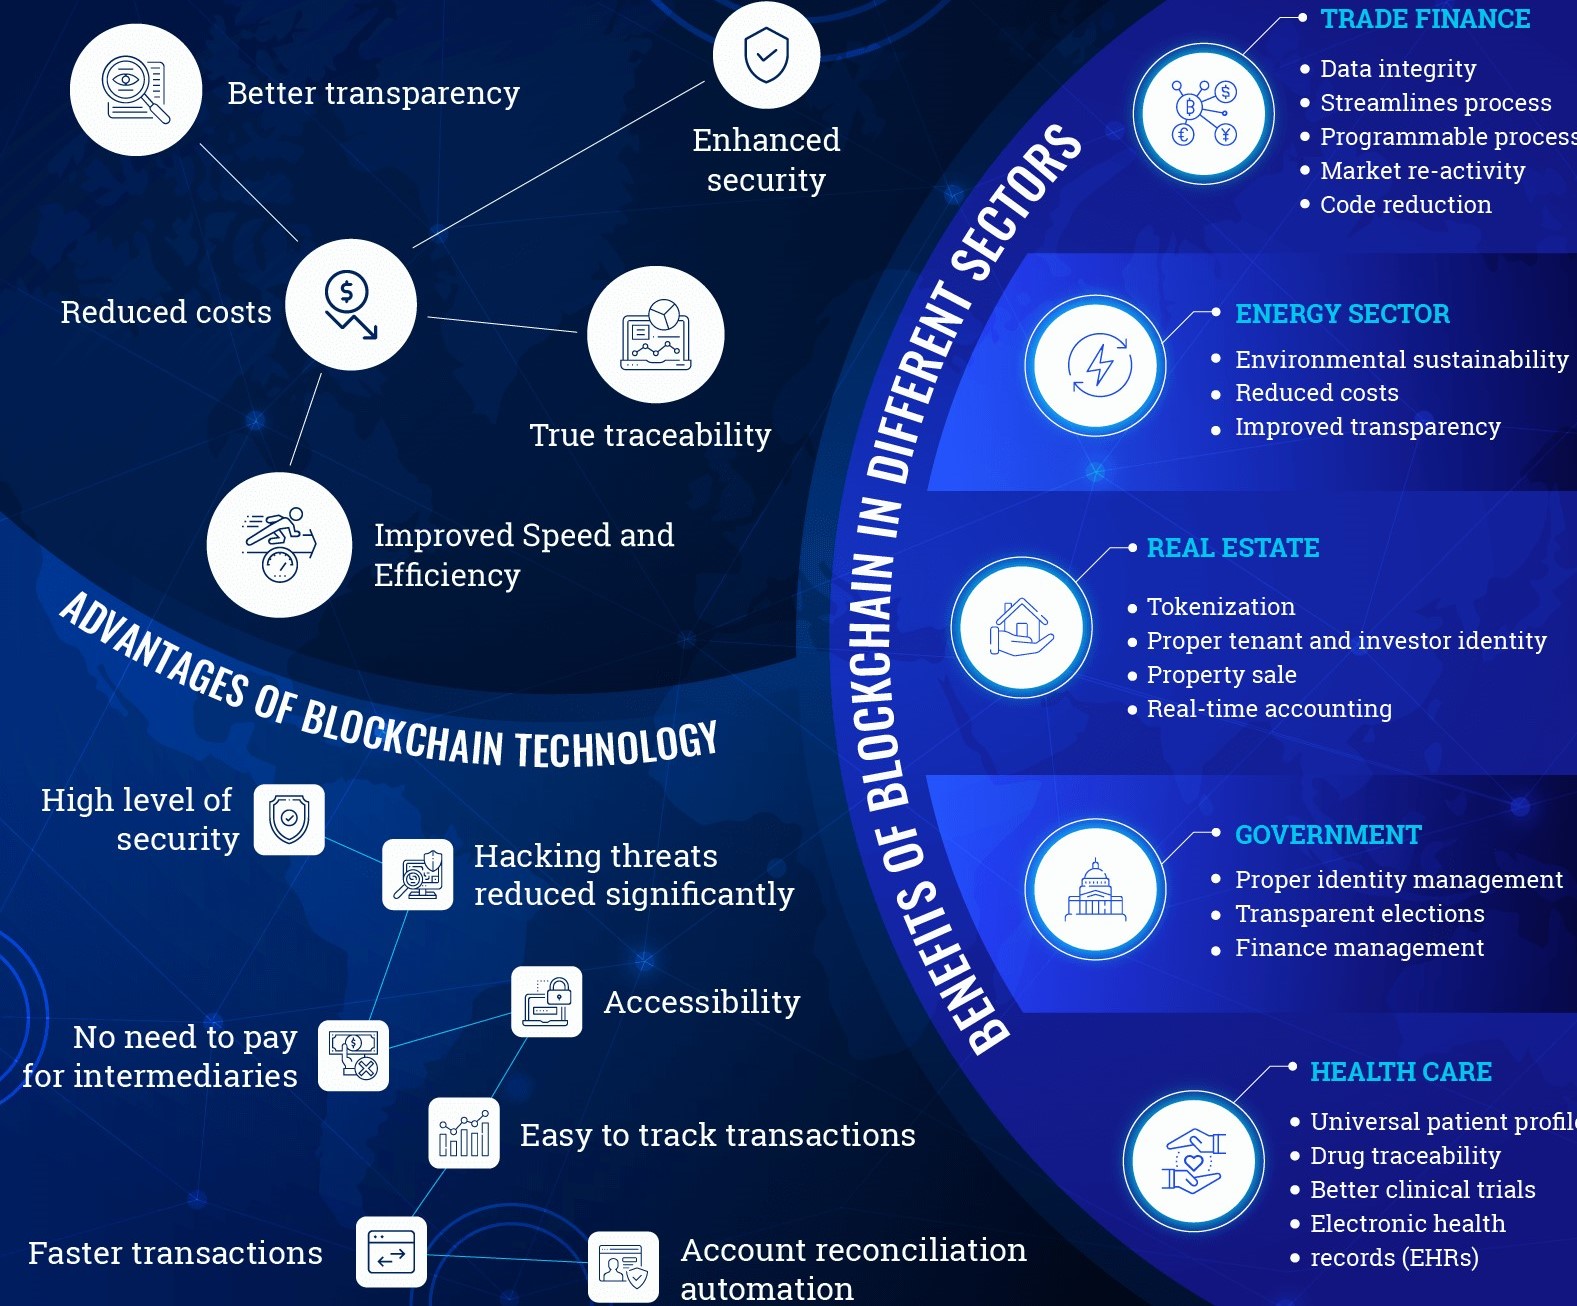 Better transparency
Enhanced
security
Reduced costs
True traceability
Improved Speed and
Efficiency
ADVANTAGES OF BLOCKCHAIN TECHNOLOGY
High level of
security
Hacking threats
reduced significantly
Accessibility
No need to pay
for intermediaries
Easy to track transactions
Faster transactions
Account reconciliation
automation
BENEFITS OF BLOCKCHAIN IN DIFFERENT SECTORS
TRADE FINANCE
Data integrity
Streamlines process
Programmable process
Market re-activity
Code reduction
ENERGY SECTOR
Environmental sustainability
Reduced costs
Improved transparency
REAL ESTATE
Tokenization
Proper tenant and investor identity
Property sale
Real-time accounting
GOVERNMENT
Proper identity management
Transparent elections
Finance management
HEALTH CARE
Universal patient profile
Drug traceability
Better clinical trials
Electronic health
records (EHRs)